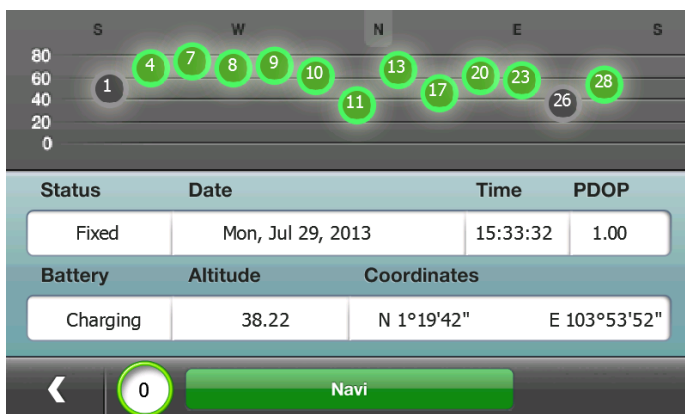 S W N E S
80
60
40
20
0
1 4 7 8 9 10 11 13 17 20 23 26 28
Status Date Time PDOP
Fixed Mon, Jul 29, 2013 15:33:32 1.00
Battery Altitude Coordinates
Charging 38.22 N 1°19'42" E 103°53'52"
0 Navi